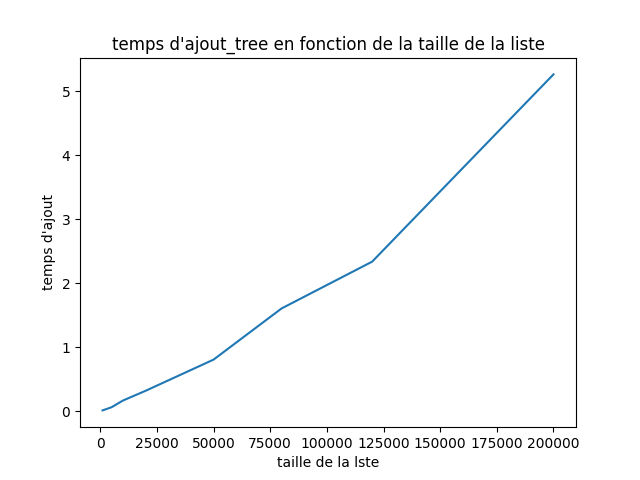 temps d'ajout_tree en fonction de la taille de la liste
5
4
3
2
1
0
temps d'ajout
0 25000 50000 75000 100000 125000 150000 175000 200000
taille de la lste